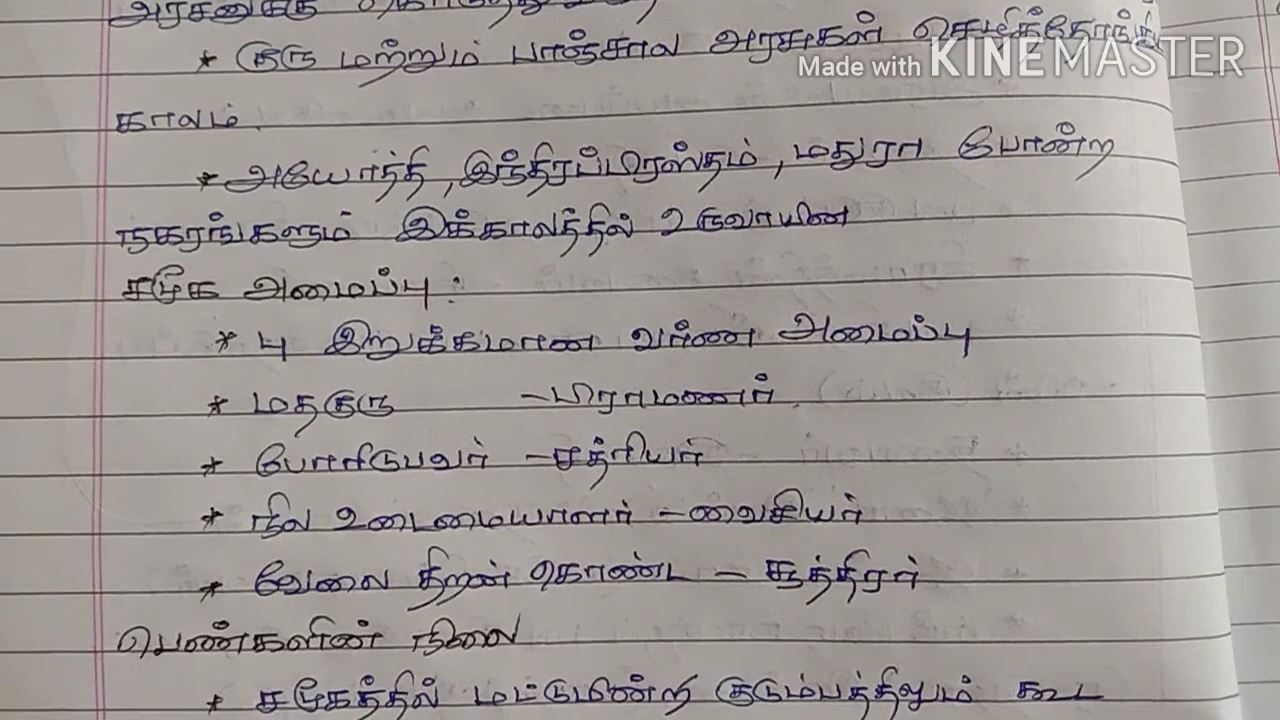 அரசனுக்கு
* குரு மற்றும் பாஞ்சால அரசுகள் செழித்தோங்கிய
Made with KINEMASTER
காலம்.
* அயோத்தி, இந்திரப்பிரஸ்தம், மதுரா போன்ற
நகரங்களும் இக்காலத்தில் உருவாயின
சமூக அமைப்பு :
* 4 இறுக்கமான வர்ண அமைப்பு
* மதகுரு - பிராமணர்.
* போரிடுபவர் - சத்ரியர்
* நில உடைமையாளர் - வைசியர்
* வேலை திறன் கொண்ட - சூத்திரர்
பெண்களின் நிலை
* சமூகத்தில் மட்டுமின்றி குடும்பத்திலும் கூட